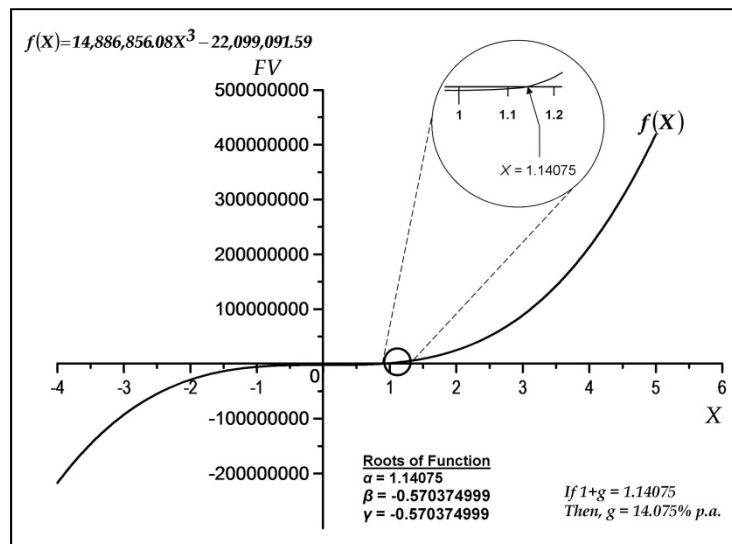 f(X)=14,886,856.08X³ – 22,099,091.59
FV
500000000
400000000
300000000
200000000
100000000
0
-100000000
-200000000
-4 -3 -2 -1 1 2 3 4 5 6
X
1 1.1 1.2
X = 1.14075
f(X)
Roots of Function
α = 1.14075
β = -0.570374999
γ = -0.570374999
If 1+g = 1.14075
Then, g = 14.075% p.a.